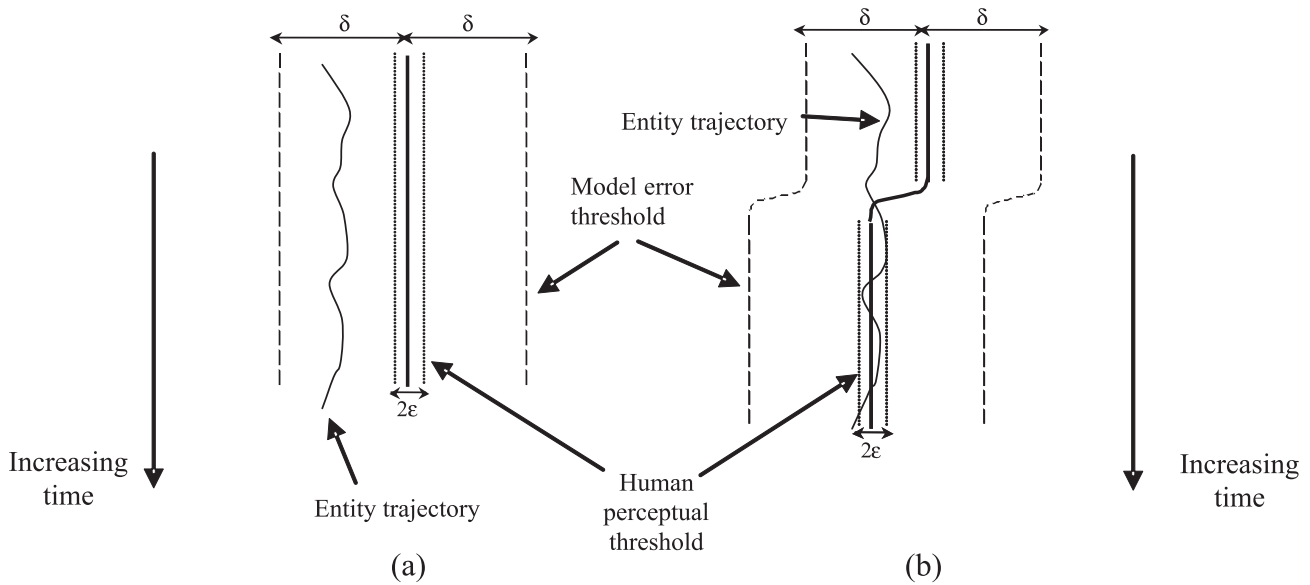 δ
δ
Model error
threshold
2ε
Increasing
time
Entity trajectory
Human
perceptual
threshold
(a)
δ
δ
Entity trajectory
2ε
Increasing
time
(b)